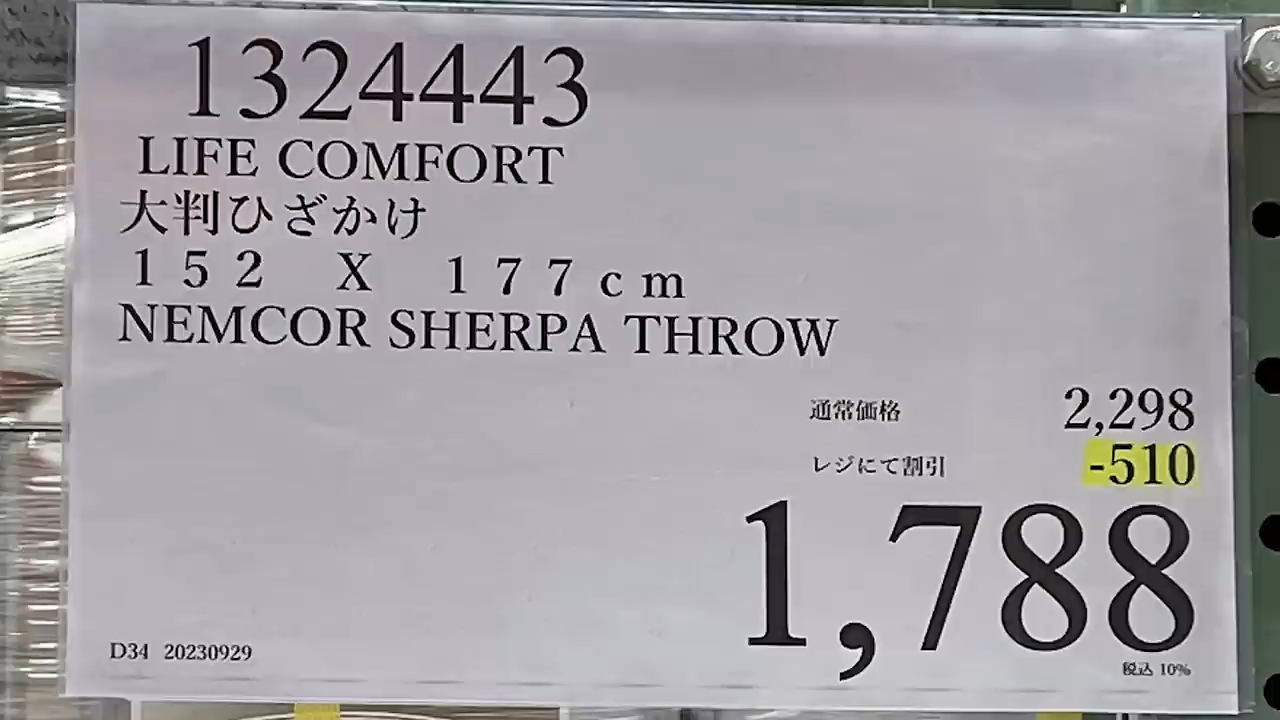 1324443
LIFE COMFORT
大判ひざかけ
１５２　Ｘ　１７７ｃｍ
NEMCOR SHERPA THROW
通常価格 2,298
レジにて割引 -510
1,788
税込 10%
D34 20230929